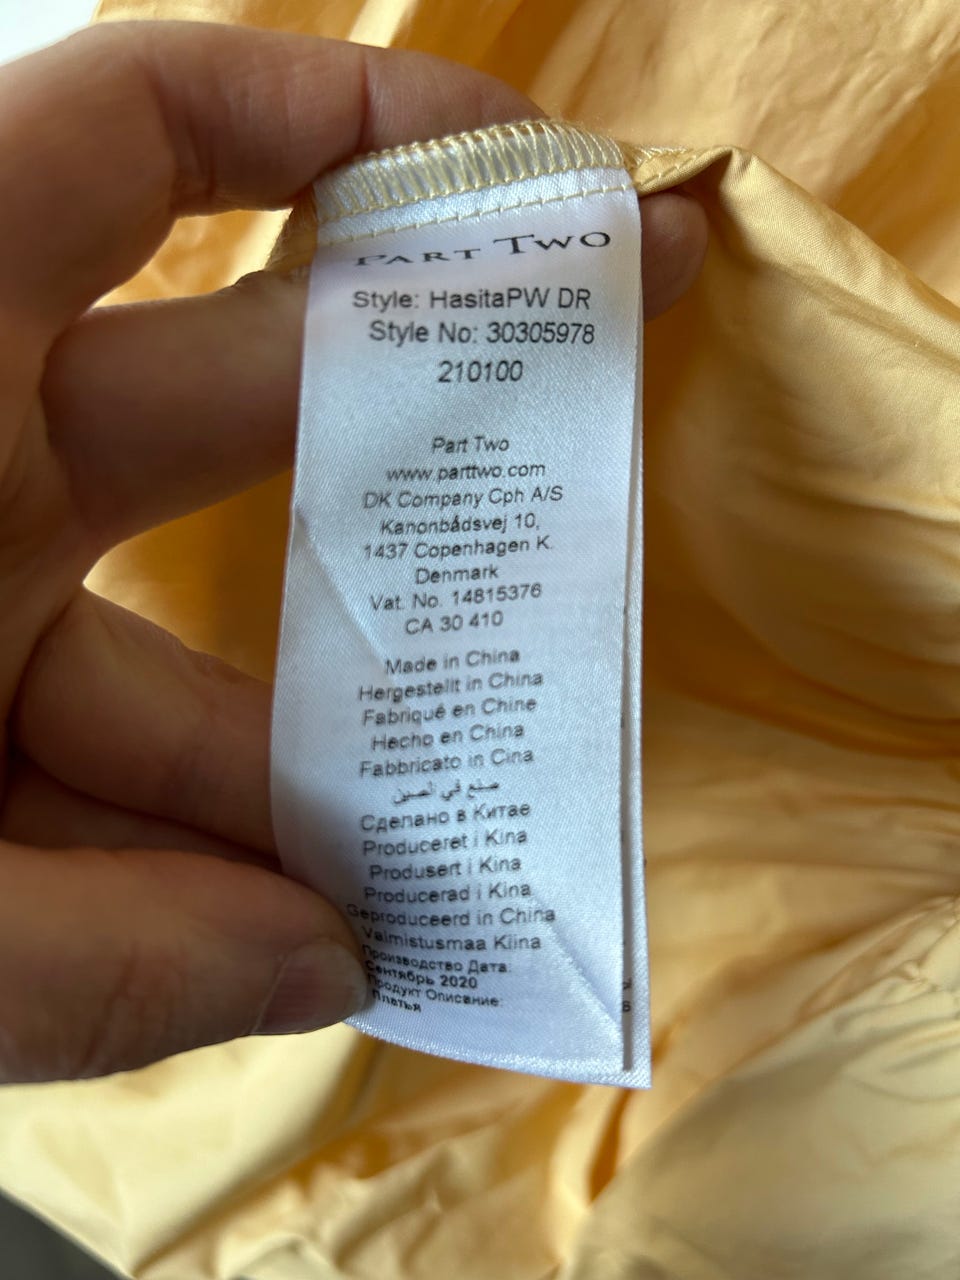 PART TWO
Style: HasitaPW DR
Style No: 30305978
210100
Part Two
www.parttwo.com
DK Company Cph A/S
Kanonbådsvej 10,
1437 Copenhagen K.
Denmark
Vat. No. 14815376
CA 30 410
Made in China
Hergestellt in China
Fabriqué en Chine
Hecho en China
Fabbricato in Cina
صنع في الصين
Сделано в Китае
Produceret i Kina
Produsert i Kina
Producerad i Kina
Geproduceerd in China
Valmistusmaa Kiina
Производство Дата:
Сентябрь 2020
Продукт Описание:
Платья